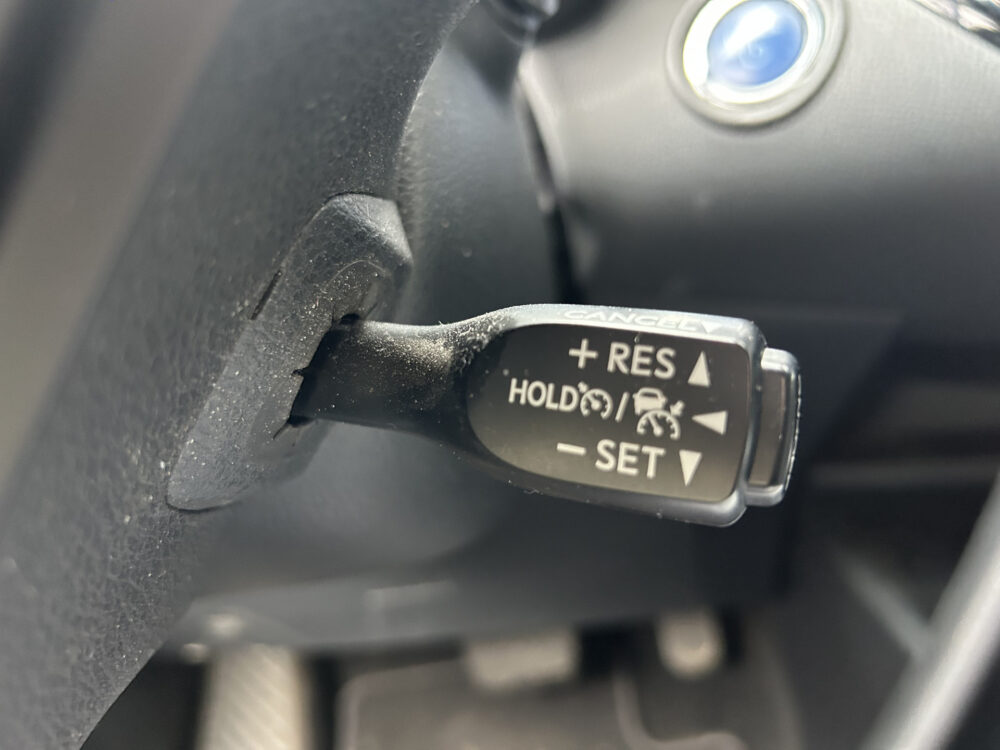 CANCEL
+ RES
HOLD /
− SET